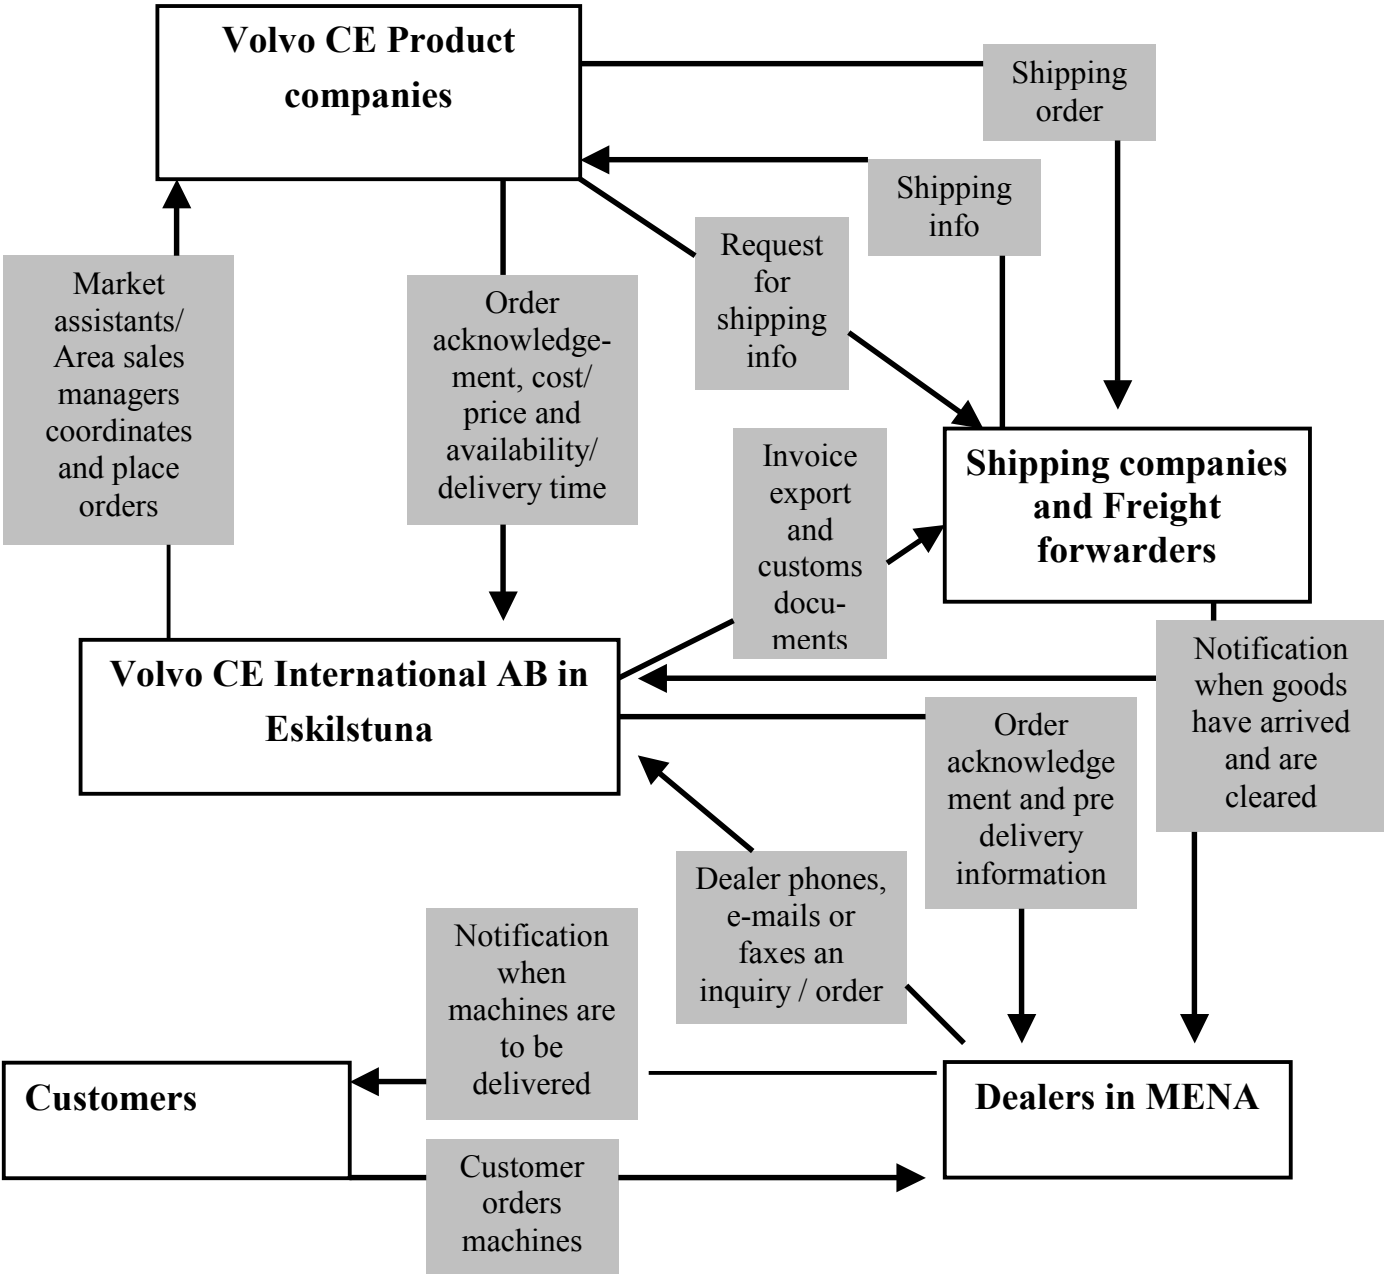 Volvo CE Product
companies
Shipping
order
Shipping
info
Request
for
shipping
info
Market
assistants/
Area sales
managers
coordinates
and place
orders
Order
acknowledge-
ment, cost/
price and
availability/
delivery time
Invoice
export
and
customs
docu-
ments
Shipping companies
and Freight
forwarders
Volvo CE International AB in
Eskilstuna
Notification
when goods
have arrived
and are
cleared
Order
acknowledge
ment and pre
delivery
information
Dealer phones,
e-mails or
faxes an
inquiry / order
Notification
when
machines are
to be
delivered
Customers
Dealers in MENA
Customer
orders
machines